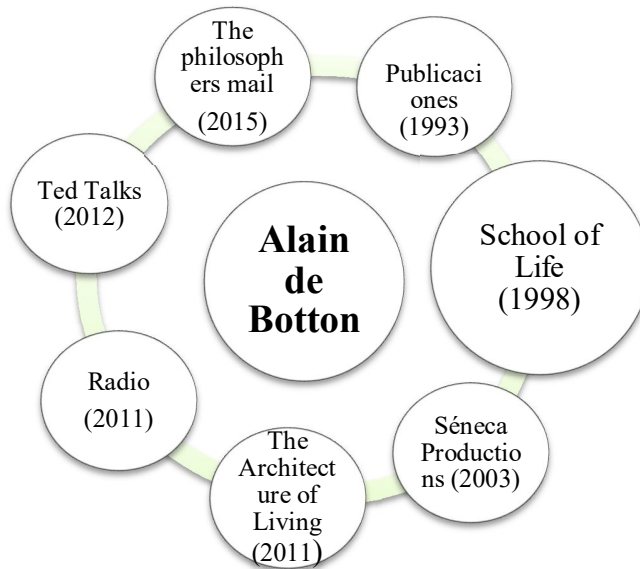 The
philosoph
ers mail
(2015)
Publicaci
ones
(1993)
School of
Life
(1998)
Séneca
Productio
ns (2003)
The
Architect
ure of
Living
(2011)
Radio
(2011)
Ted Talks
(2012)
Alain
de
Botton